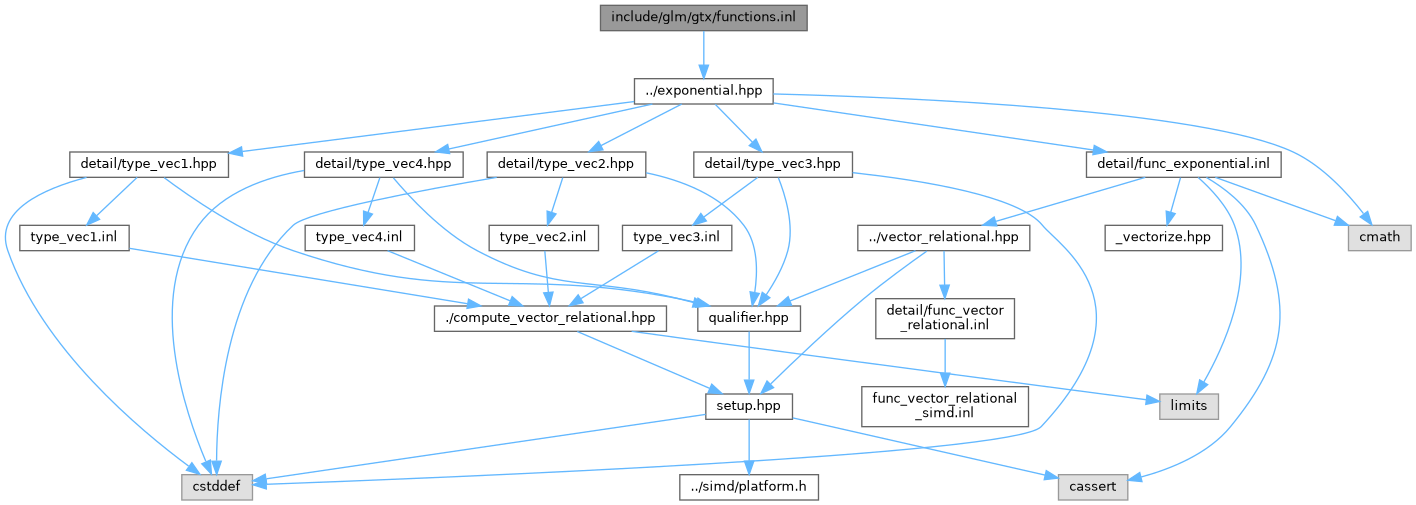 include/glm/gtx/functions.inl
../exponential.hpp
detail/type_vec1.hpp
detail/type_vec4.hpp
detail/type_vec2.hpp
detail/type_vec3.hpp
detail/func_exponential.inl
type_vec1.inl
type_vec4.inl
type_vec2.inl
type_vec3.inl
../vector_relational.hpp
_vectorize.hpp
cmath
./compute_vector_relational.hpp
qualifier.hpp
detail/func_vector
_relational.inl
setup.hpp
func_vector_relational
_simd.inl
limits
cstddef
../simd/platform.h
cassert